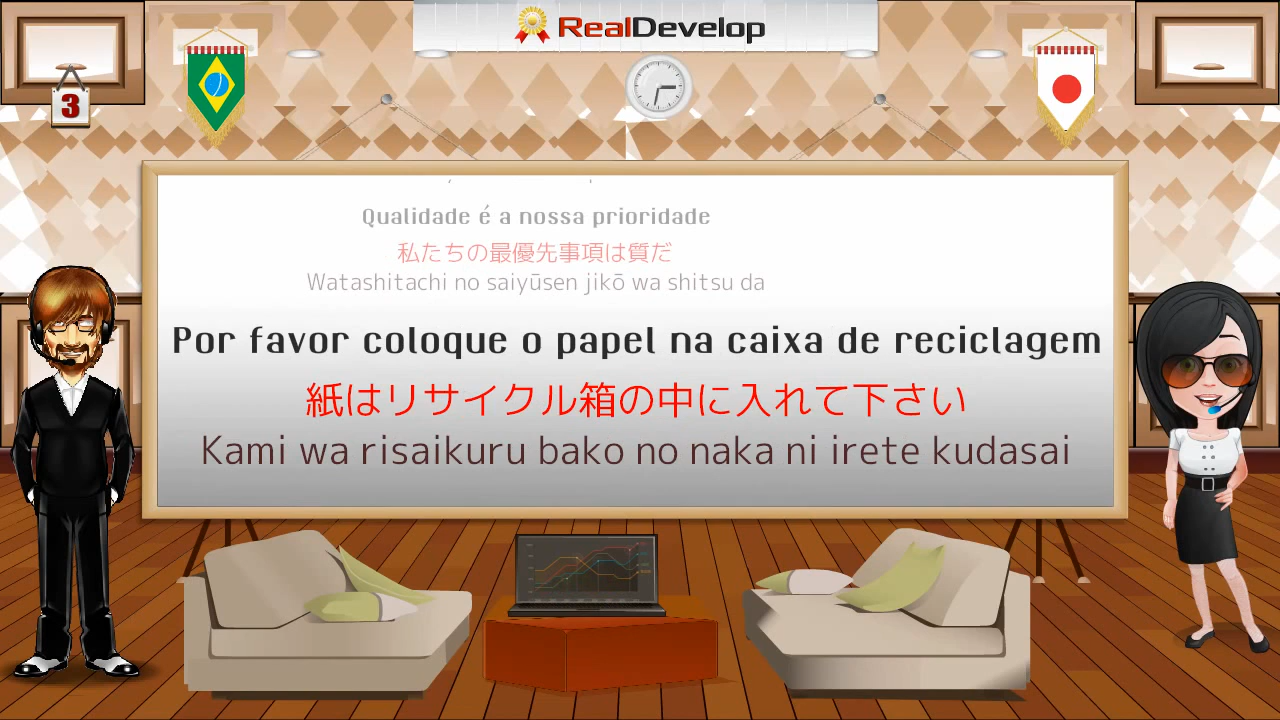 RealDevelop
3
Qualidade é a nossa prioridade
私たちの最優先事項は質だ
Watashitachi no saiyūsen jikō wa shitsu da
Por favor coloque o papel na caixa de reciclagem
紙はリサイクル箱の中に入れて下さい
Kami wa risaikuru bako no naka ni irete kudasai